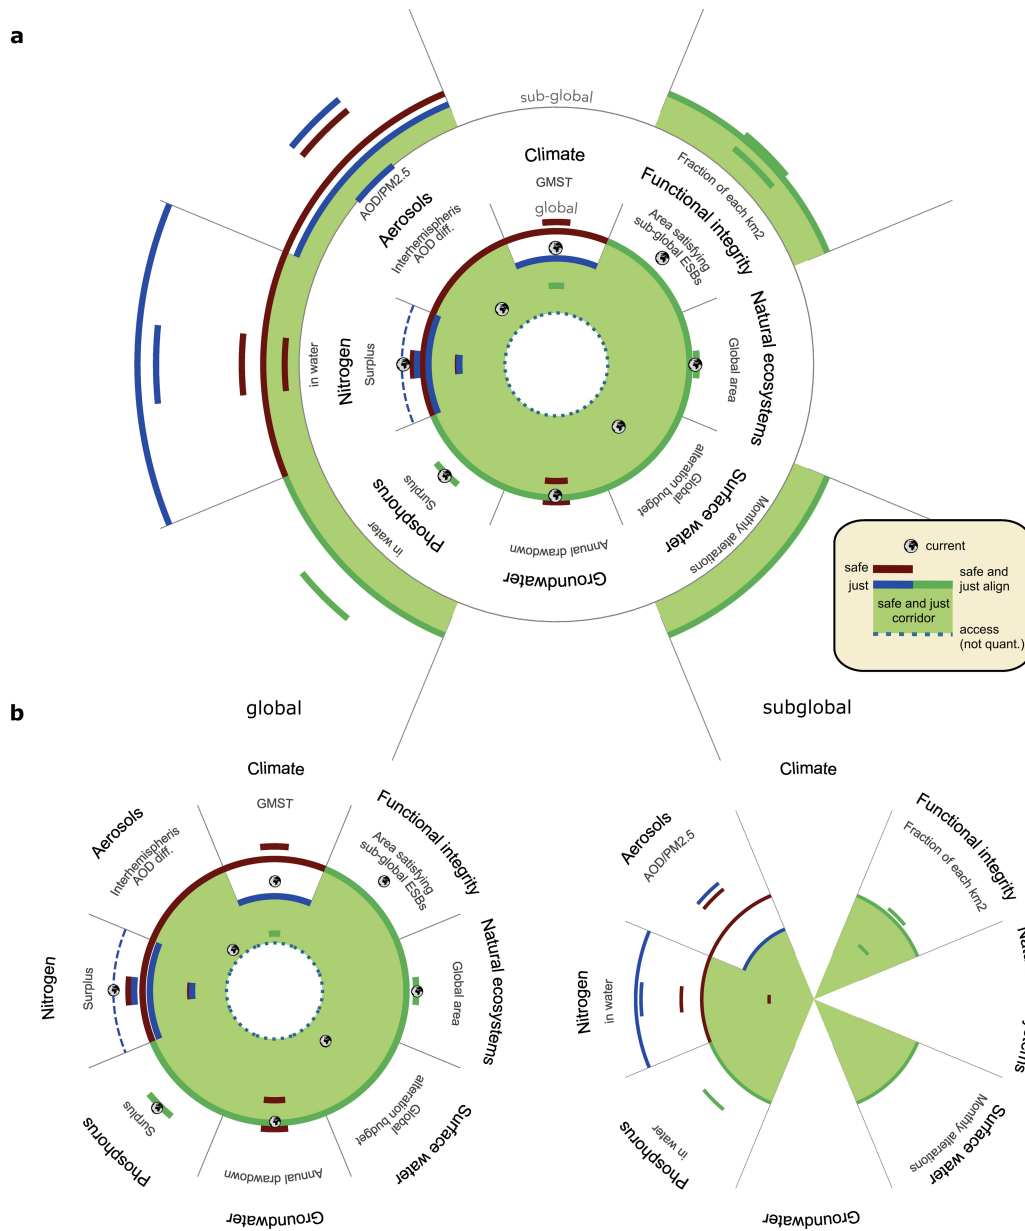 a
sub-global
Climate
GMST
global
AOD/PM2.5
Aerosols
Interhemispheris
AOD diff.
Fraction of each km2
Functional integrity
Area satisfying
sub-global ESBs
in water
Nitrogen
Surplus
Natural ecosystems
Global area
in water
Phosphorus
Surplus
Annual drawdown
Groundwater
Global
alteration budget
Surface water
Monthly alterations
current
safe
just
safe and
just align
safe and just
corridor
access
(not quant.)
b
global
subglobal
Climate
GMST
Aerosols
Interhemispheris
AOD diff.
Functional integrity
Area satisfying
sub-global ESBs
Nitrogen
Surplus
Natural ecosystems
Global area
Phosphorus
Surplus
Annual drawdown
Groundwater
Global
alteration budget
Surface water
Climate
Aerosols
AOD/PM2.5
Functional integrity
Fraction of each km2
Nitrogen
in water
Phosphorus
in water
Groundwater
Surface water
Monthly alterations